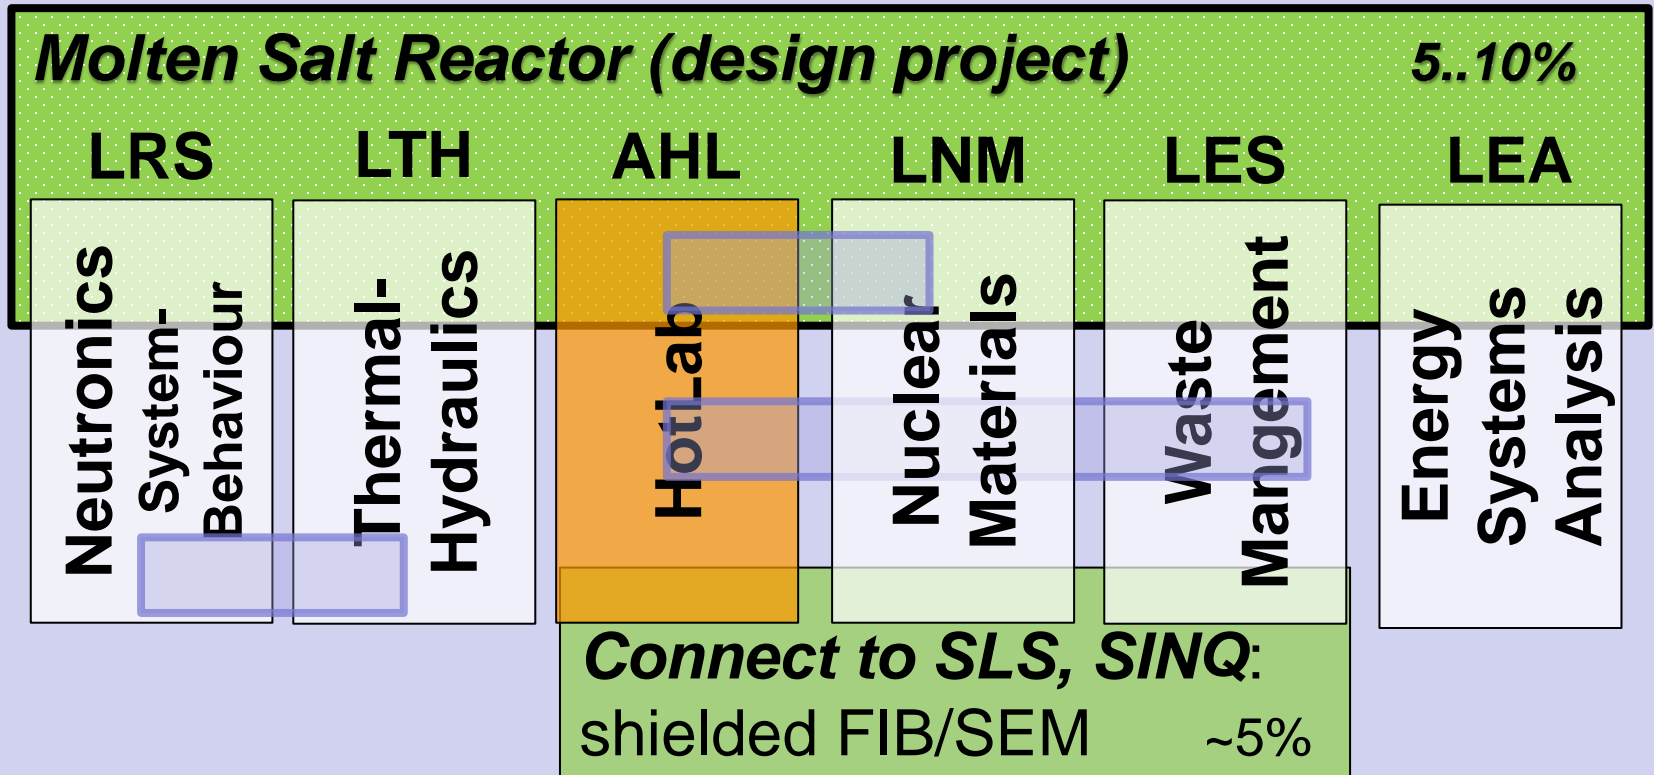 Molten Salt Reactor (design project) 5..10%
LRS LTH AHL LNM LES LEA
Neutronics
System-
Behaviour
Thermal-
Hydraulics
HotLab
Nuclear
Materials
Waste
Mangement
Energy
Systems
Analysis
Connect to SLS, SINQ:
shielded FIB/SEM ~5%